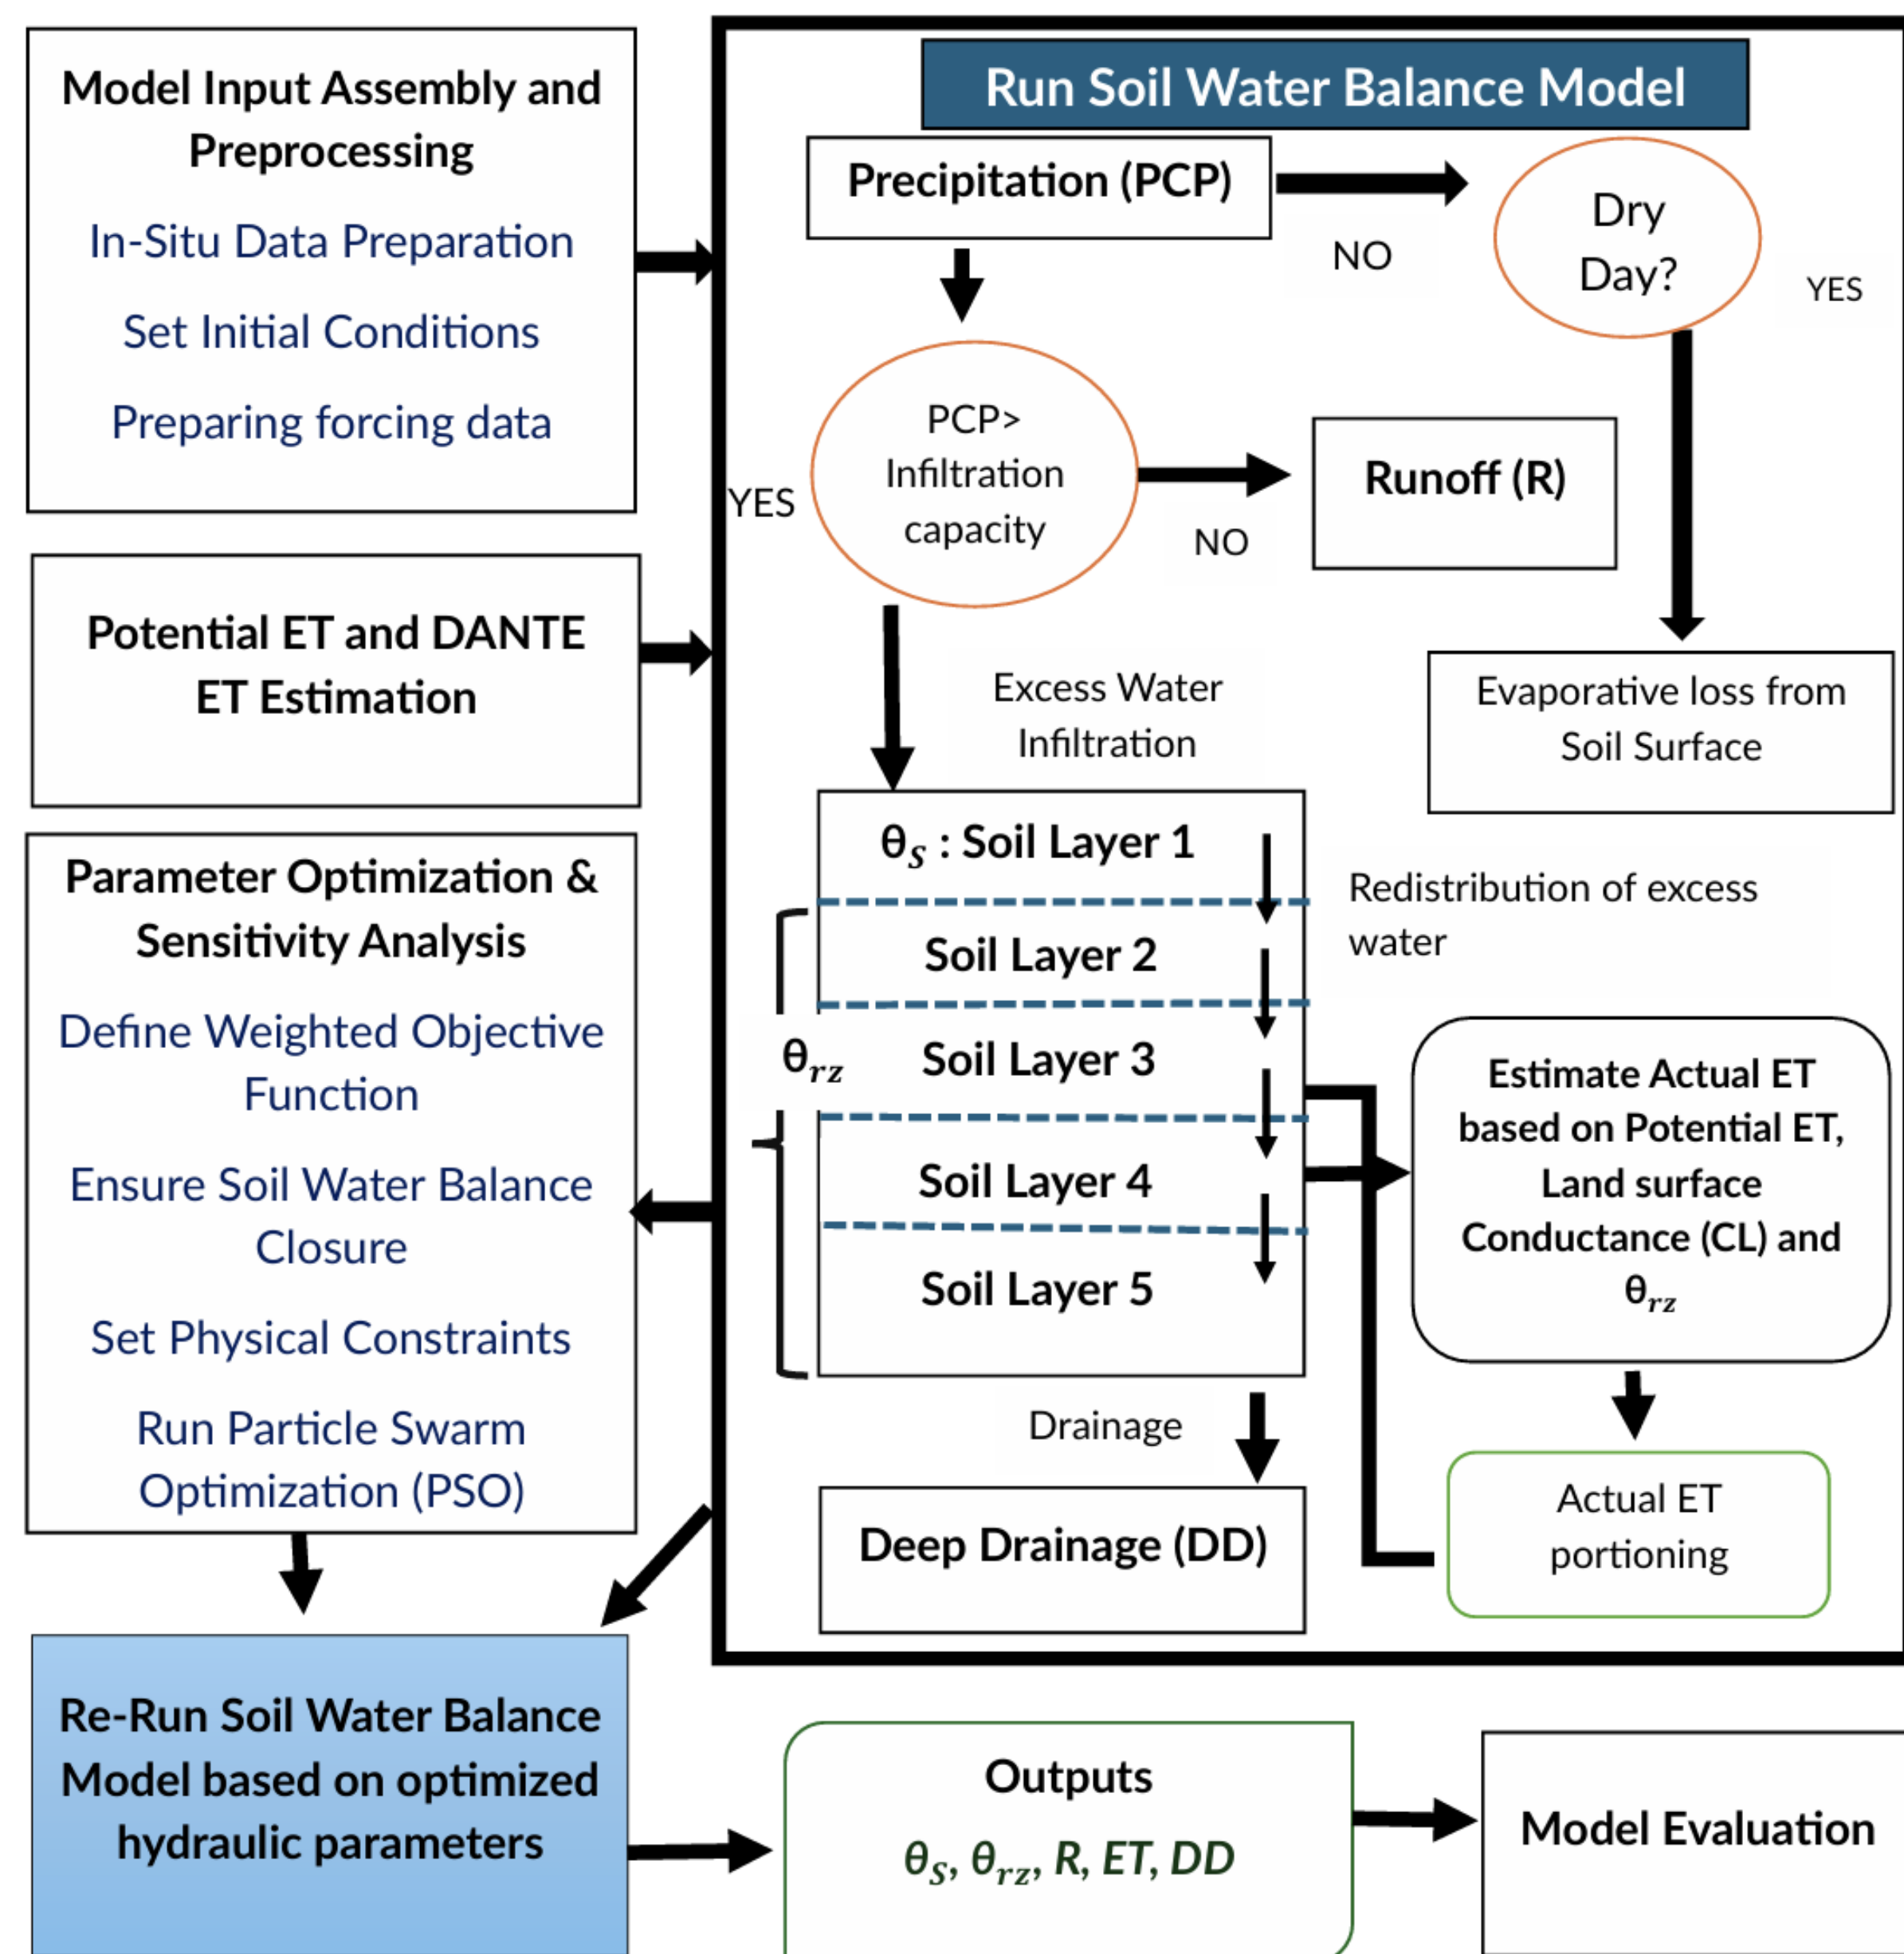 Model Input Assembly and
Preprocessing
In-Situ Data Preparation
Set Initial Conditions
Preparing forcing data
Potential ET and DANTE
ET Estimation
Parameter Optimization &
Sensitivity Analysis
Define Weighted Objective
Function
Ensure Soil Water Balance
Closure
Set Physical Constraints
Run Particle Swarm
Optimization (PSO)
Re-Run Soil Water Balance
Model based on optimized
hydraulic parameters
Run Soil Water Balance Model
Precipitation (PCP)
NO
Dry
Day?
YES
PCP>
Infiltration
capacity
YES
NO
Runoff (R)
Excess Water
Infiltration
Evaporative loss from
Soil Surface
θS : Soil Layer 1
Redistribution of excess
water
Soil Layer 2
θrz
Soil Layer 3
Soil Layer 4
Soil Layer 5
Estimate Actual ET
based on Potential ET,
Land surface
Conductance (CL) and
θrz
Drainage
Deep Drainage (DD)
Actual ET
portioning
Outputs
θS, θrz, R, ET, DD
Model Evaluation